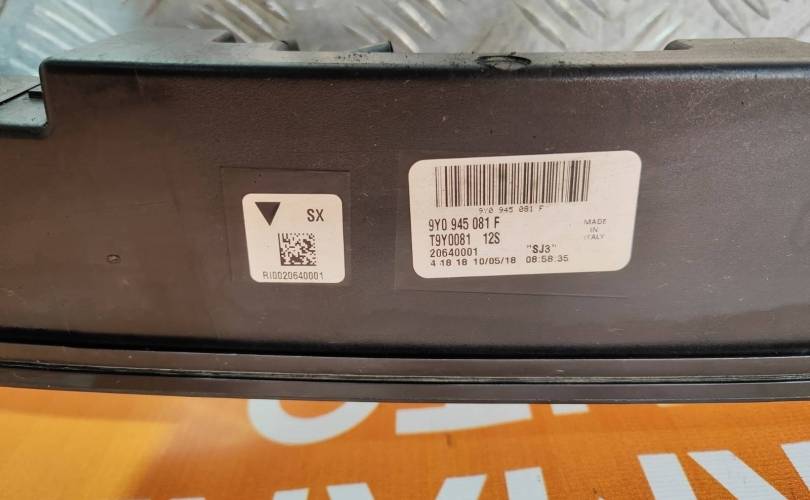 SX
RI0020640001
9Y0 945 081 F
9Y0 945 081 F
T9Y0081 12S
20640001 "SJ3"
4 18 18 10/05/18 08:58:35
MADE
IN
ITALY